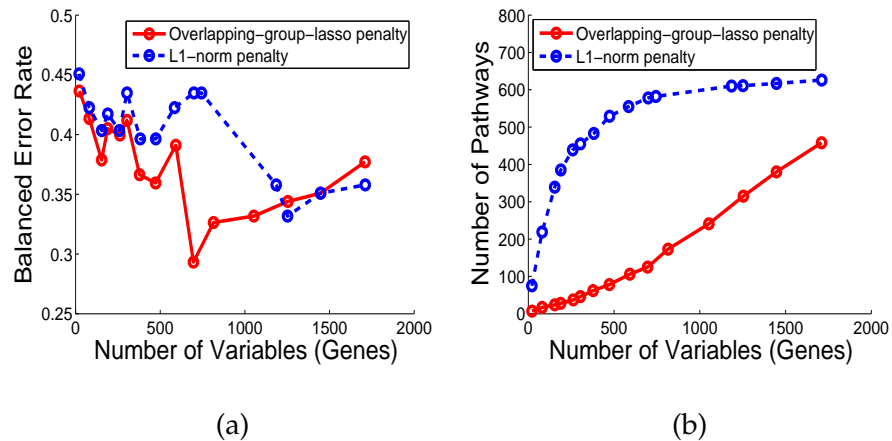 0.5
0.45
0.4
0.35
0.3
0.25
0 500 1000 1500 2000
Balanced Error Rate
Number of Variables (Genes)
Overlapping−group−lasso penalty
L1−norm penalty
(a)
800
700
600
500
400
300
200
100
0
0 500 1000 1500 2000
Number of Pathways
Number of Variables (Genes)
Overlapping−group−lasso penalty
L1−norm penalty
(b)